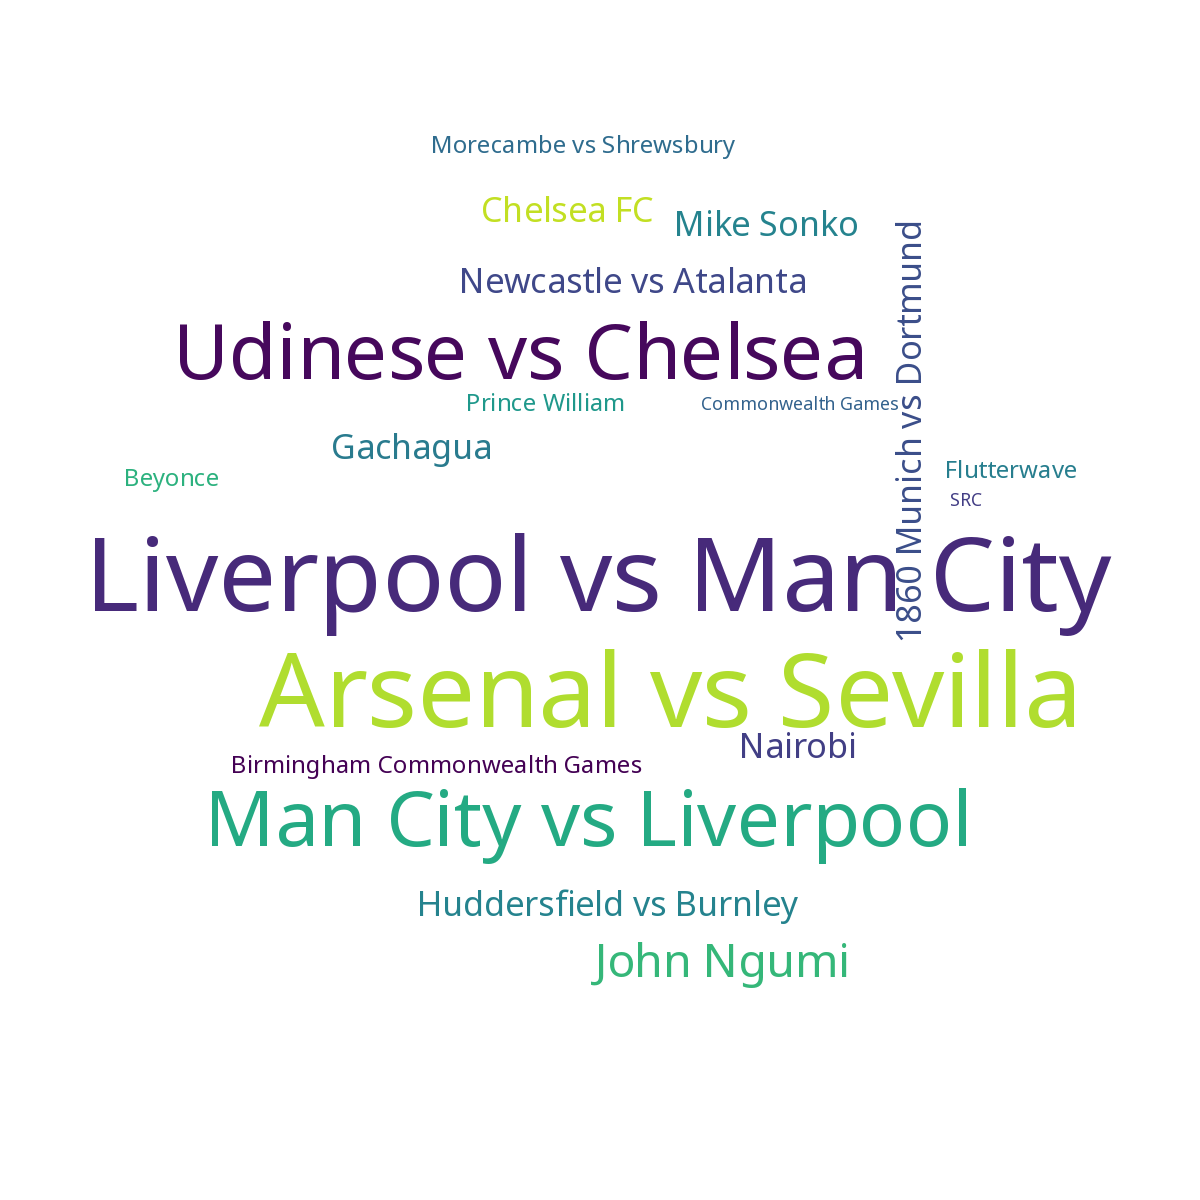 Morecambe vs Shrewsbury
Chelsea FC
Mike Sonko
Newcastle vs Atalanta
1860 Munich vs Dortmund
Udinese vs Chelsea
Prince William
Commonwealth Games
Gachagua
Beyonce
Flutterwave
SRC
Liverpool vs Man City
Arsenal vs Sevilla
Nairobi
Birmingham Commonwealth Games
Man City vs Liverpool
Huddersfield vs Burnley
John Ngumi